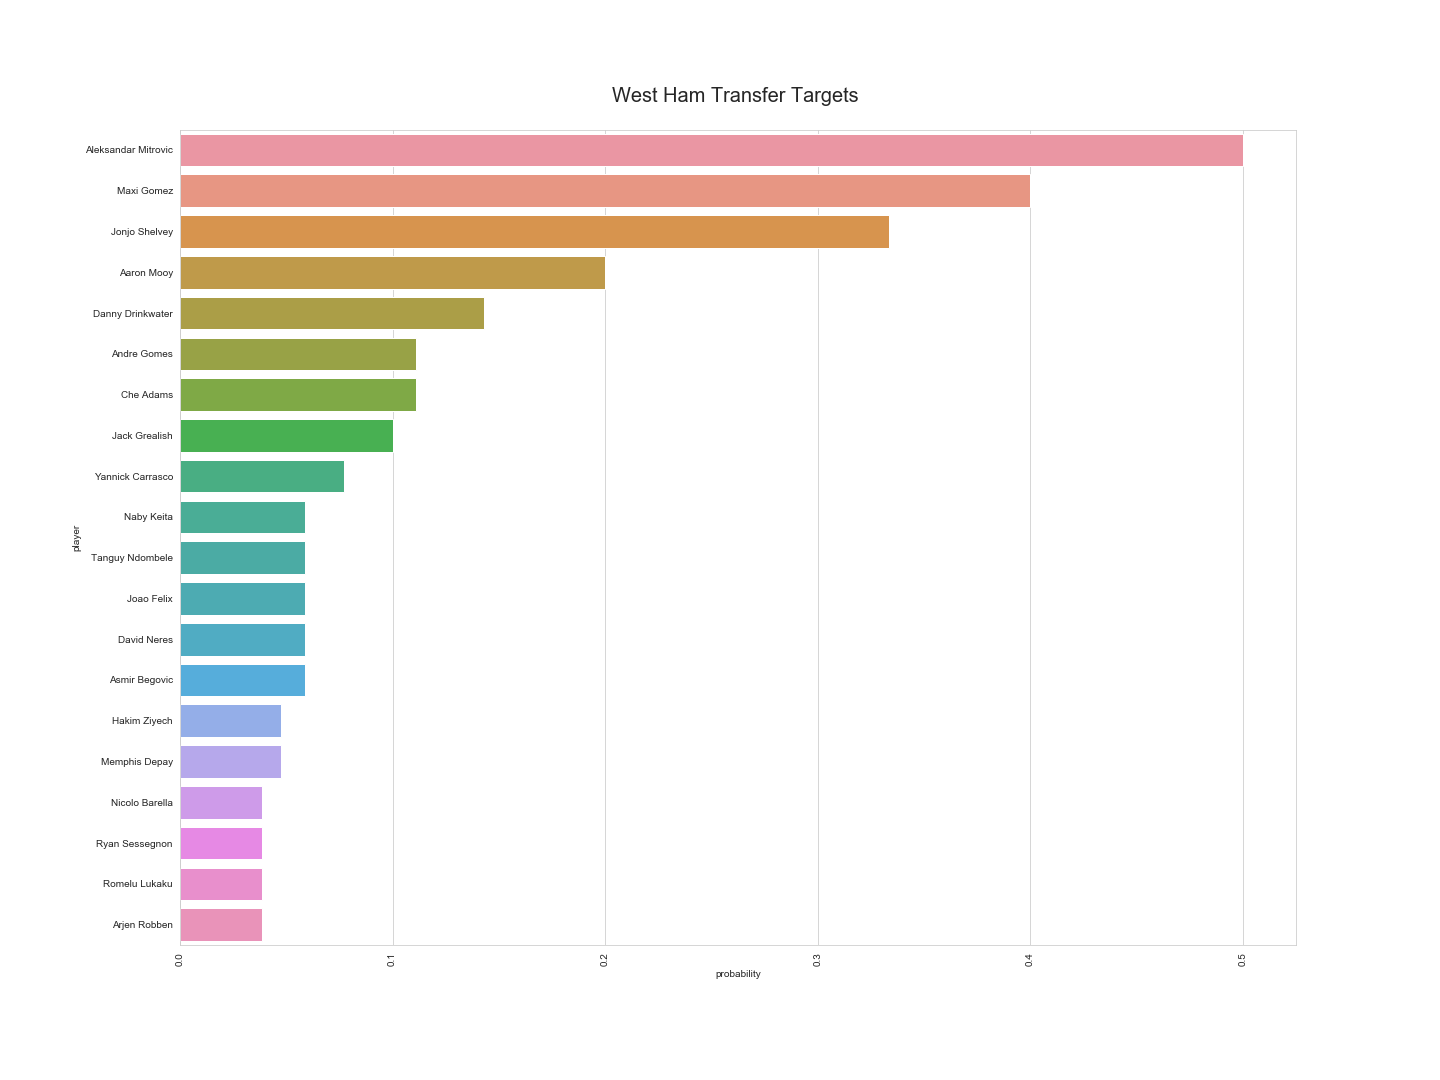 West Ham Transfer Targets
Aleksandar Mitrovic
Maxi Gomez
Jonjo Shelvey
Aaron Mooy
Danny Drinkwater
Andre Gomes
Che Adams
Jack Grealish
Yannick Carrasco
Naby Keita
Tanguy Ndombele
Joao Felix
David Neres
Asmir Begovic
Hakim Ziyech
Memphis Depay
Nicolo Barella
Ryan Sessegnon
Romelu Lukaku
Arjen Robben
player
0.0 0.1 0.2 0.3 0.4 0.5
probability